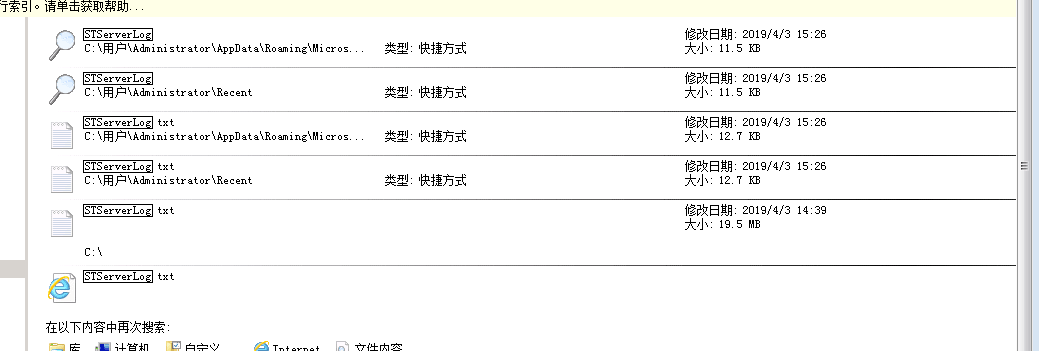 行索引。请单击获取帮助...
STServerLog
修改日期: 2019/4/3 15:26
C:\用户\Administrator\AppData\Roaming\Micros... 类型: 快捷方式 大小: 11.5 KB
STServerLog
修改日期: 2019/4/3 15:26
C:\用户\Administrator\Recent 类型: 快捷方式 大小: 11.5 KB
STServerLog txt
修改日期: 2019/4/3 15:26
C:\用户\Administrator\AppData\Roaming\Micros... 类型: 快捷方式 大小: 12.7 KB
STServerLog txt
修改日期: 2019/4/3 15:26
C:\用户\Administrator\Recent 类型: 快捷方式 大小: 12.7 KB
STServerLog txt
修改日期: 2019/4/3 14:39
大小: 19.5 MB
C:\
STServerLog txt
在以下内容中再次搜索:
库 计算机 自定义... Internet 文件内容